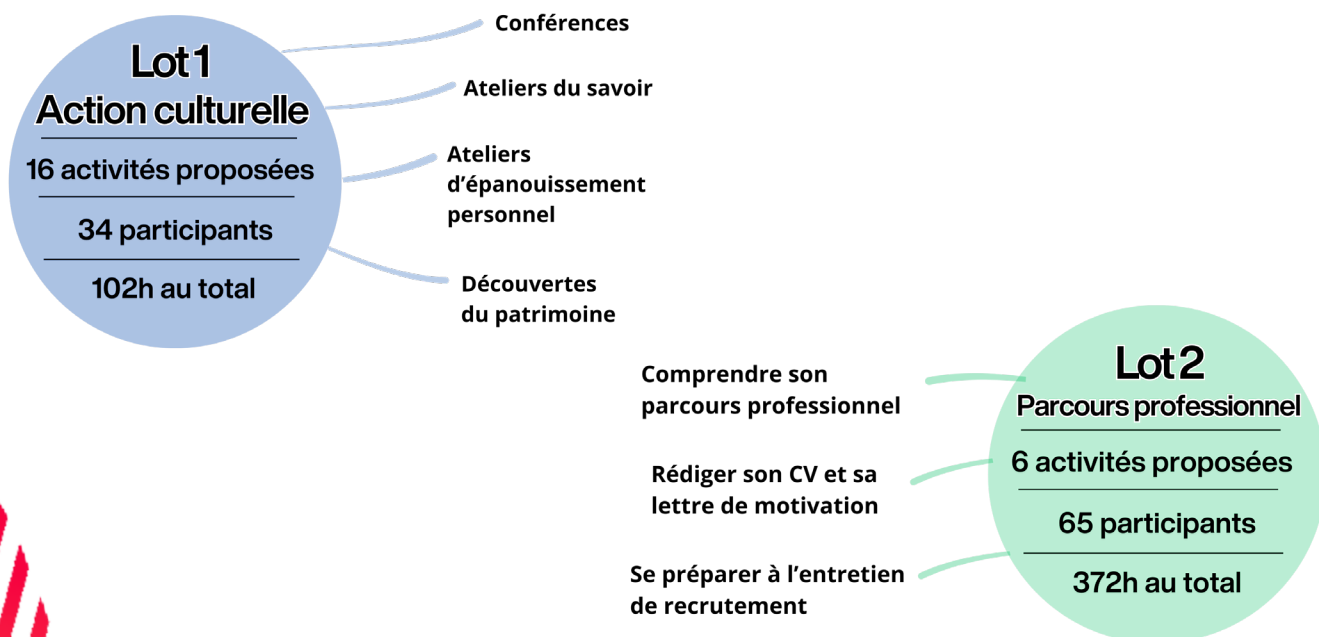 Lot 1
Action culturelle
16 activités proposées
34 participants
102h au total
Conférences
Ateliers du savoir
Ateliers
d’épanouissement
personnel
Découvertes
du patrimoine
Lot 2
Parcours professionnel
6 activités proposées
65 participants
372h au total
Comprendre son
parcours professionnel
Rédiger son CV et sa
lettre de motivation
Se préparer à l’entretien
de recrutement